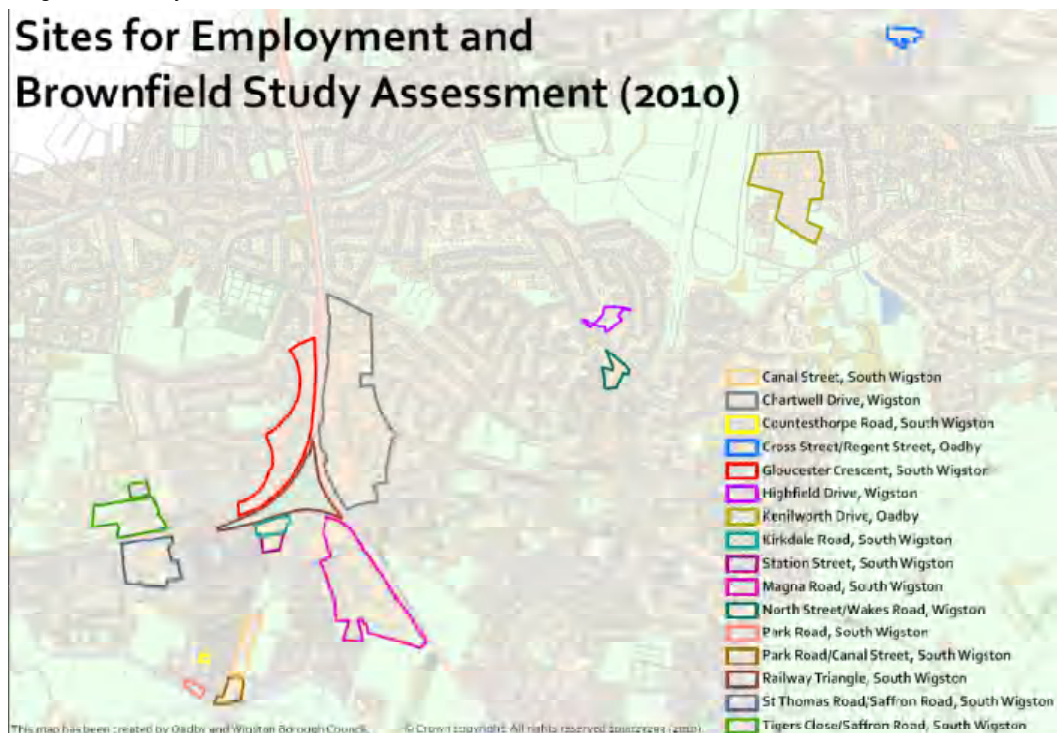 Sites for Employment and
Brownfield Study Assessment (2010)
Canal Street, South Wigston
Chartwell Drive, Wigston
Countesthorpe Road, South Wigston
Cross Street/Regent Street, Oadby
Gloucester Crescent, South Wigston
Highfield Drive, Wigston
Kenilworth Drive, Oadby
Kirkdale Road, South Wigston
Station Street, South Wigston
Magna Road, South Wigston
North Street/Wakes Road, Wigston
Park Road, South Wigston
Park Road/Canal Street, South Wigston
Railway Triangle, South Wigston
St Thomas Road/Saffron Road, South Wigston
Tigers Close/Saffron Road, South Wigston
This map has been created by Oadby and Wigston Borough Council. © Crown copyright. All rights reserved (2010).